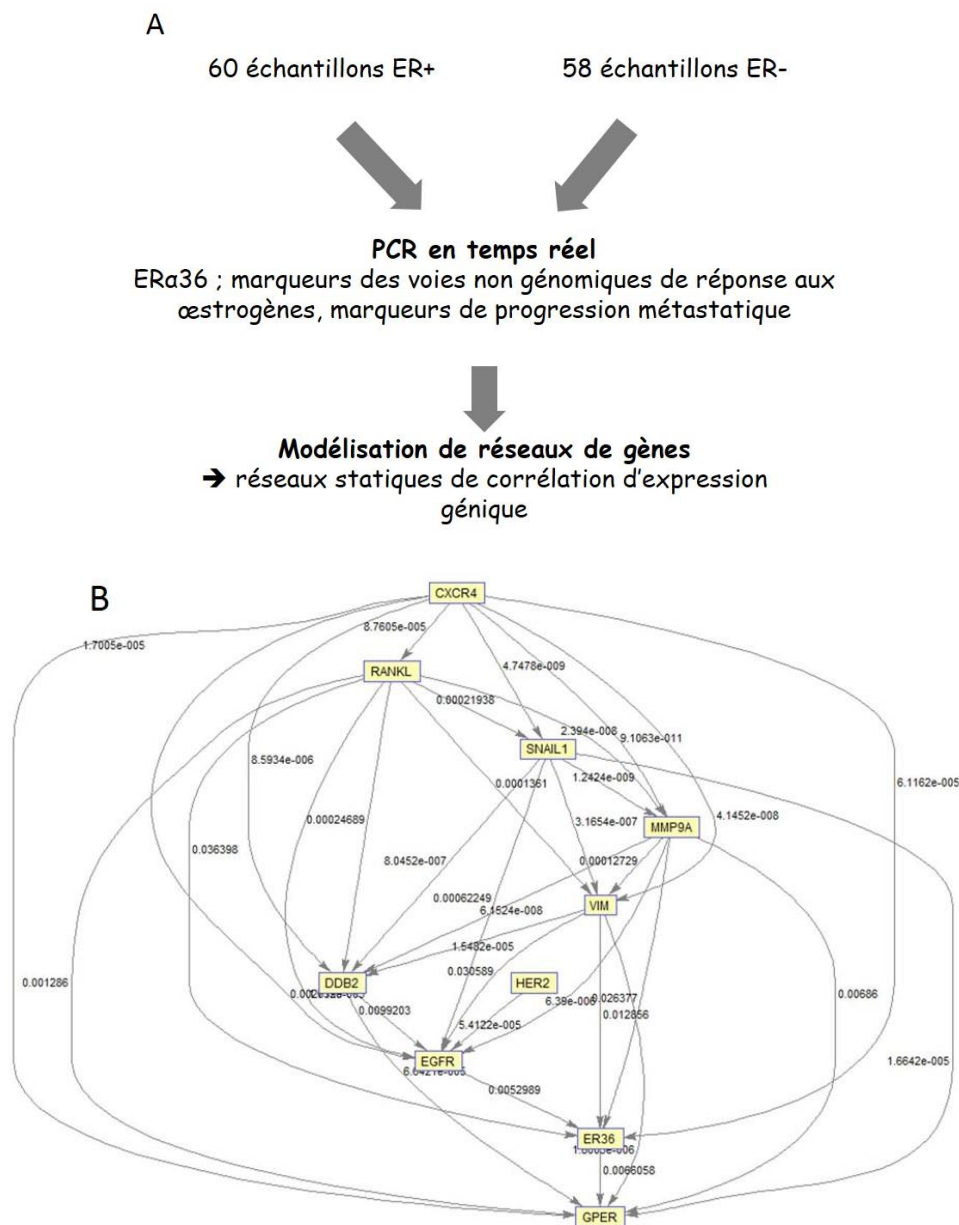 A
60 échantillons ER+ 58 échantillons ER-
PCR en temps réel
ERα36 ; marqueurs des voies non génomiques de réponse aux
œstrogènes, marqueurs de progression métastatique
Modélisation de réseaux de gènes
➔ réseaux statiques de corrélation d'expression
génique
B
CXCR4
8.7605e-005
1.7005e-005
4.7478e-009
RANKL
0.00021938
2.394e-008
9.1063e-011
SNAIL1
8.5934e-006
0.0001361
1.2424e-009
6.1162e-005
0.00024689
3.1654e-007
4.1452e-008
MMP9A
0.036398
8.0452e-007
0.00012729
0.00062249
6.1524e-008
VIM
1.5482e-005
0.030589
DDB2
HER2
0.001286
6.39e-006
0.026377
0.00686
0.0099203
0.012856
5.4122e-005
EGFR
1.6642e-005
0.0052989
ER36
0.0066058
GPER